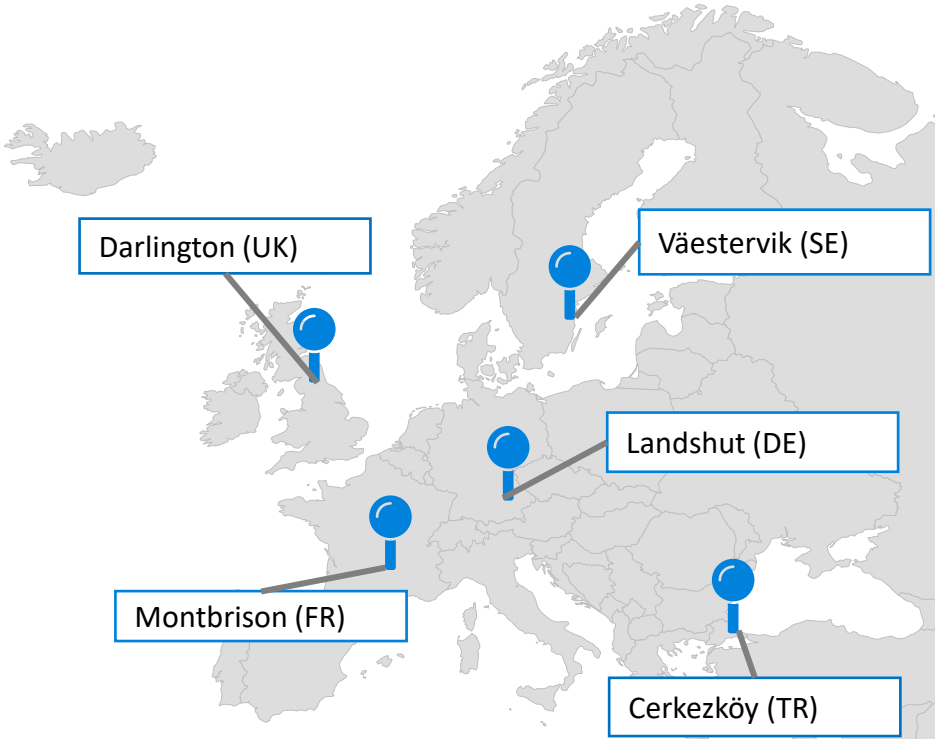 Darlington (UK)
Väestervik (SE)
Landshut (DE)
Montbrison (FR)
Cerkezköy (TR)